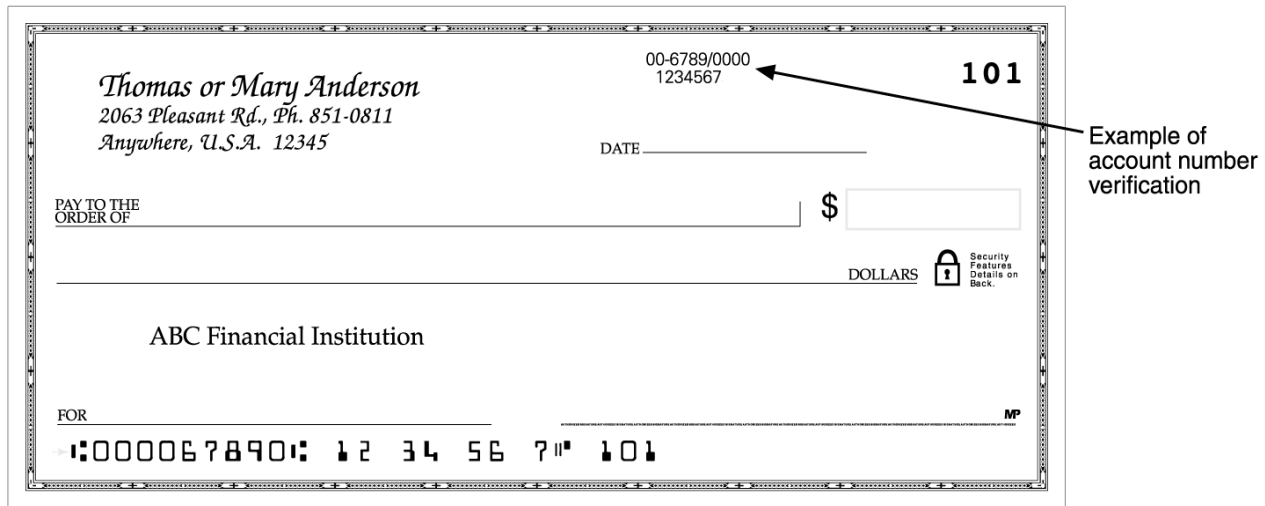 00-6789/0000
1234567
101
Thomas or Mary Anderson
2063 Pleasant Rd., Ph. 851-0811
Anywhere, U.S.A. 12345
DATE
Example of
account number
verification
PAY TO THE
ORDER OF
$
DOLLARS
Security
Features
Details on
Back.
ABC Financial Institution
FOR
MP
⑆000067890⑆ 12 34 56 7⑈ 101